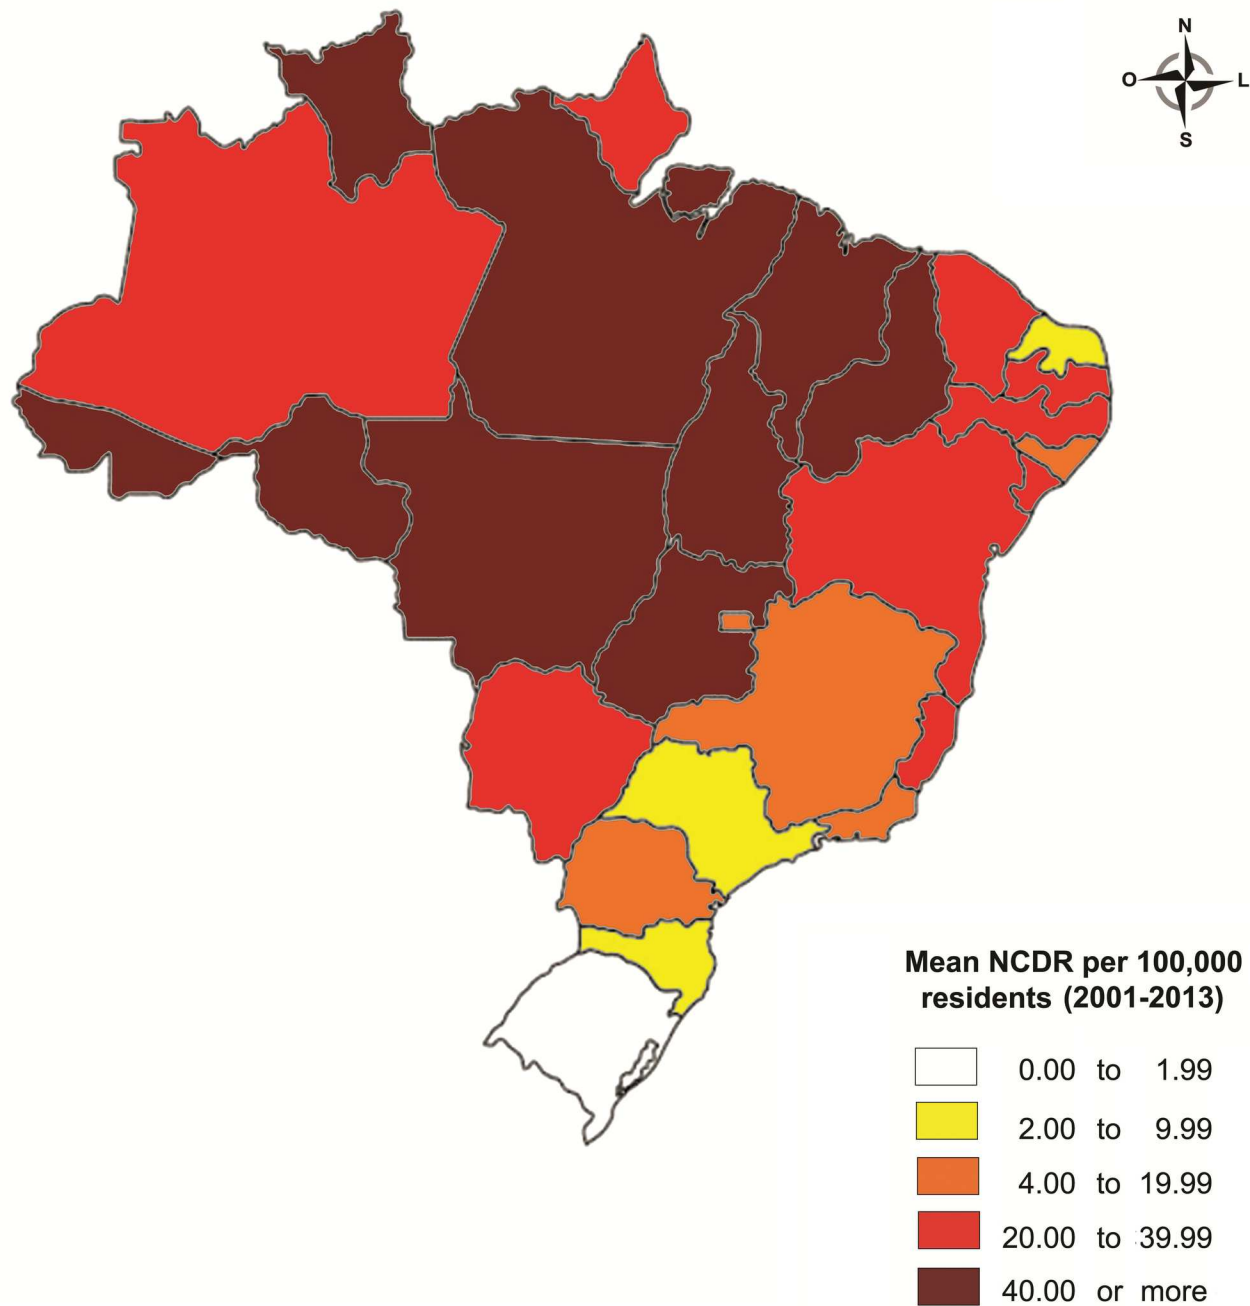 N
O L
S
Mean NCDR per 100,000
residents (2001-2013)
0.00 to 1.99
2.00 to 9.99
4.00 to 19.99
20.00 to 39.99
40.00 or more